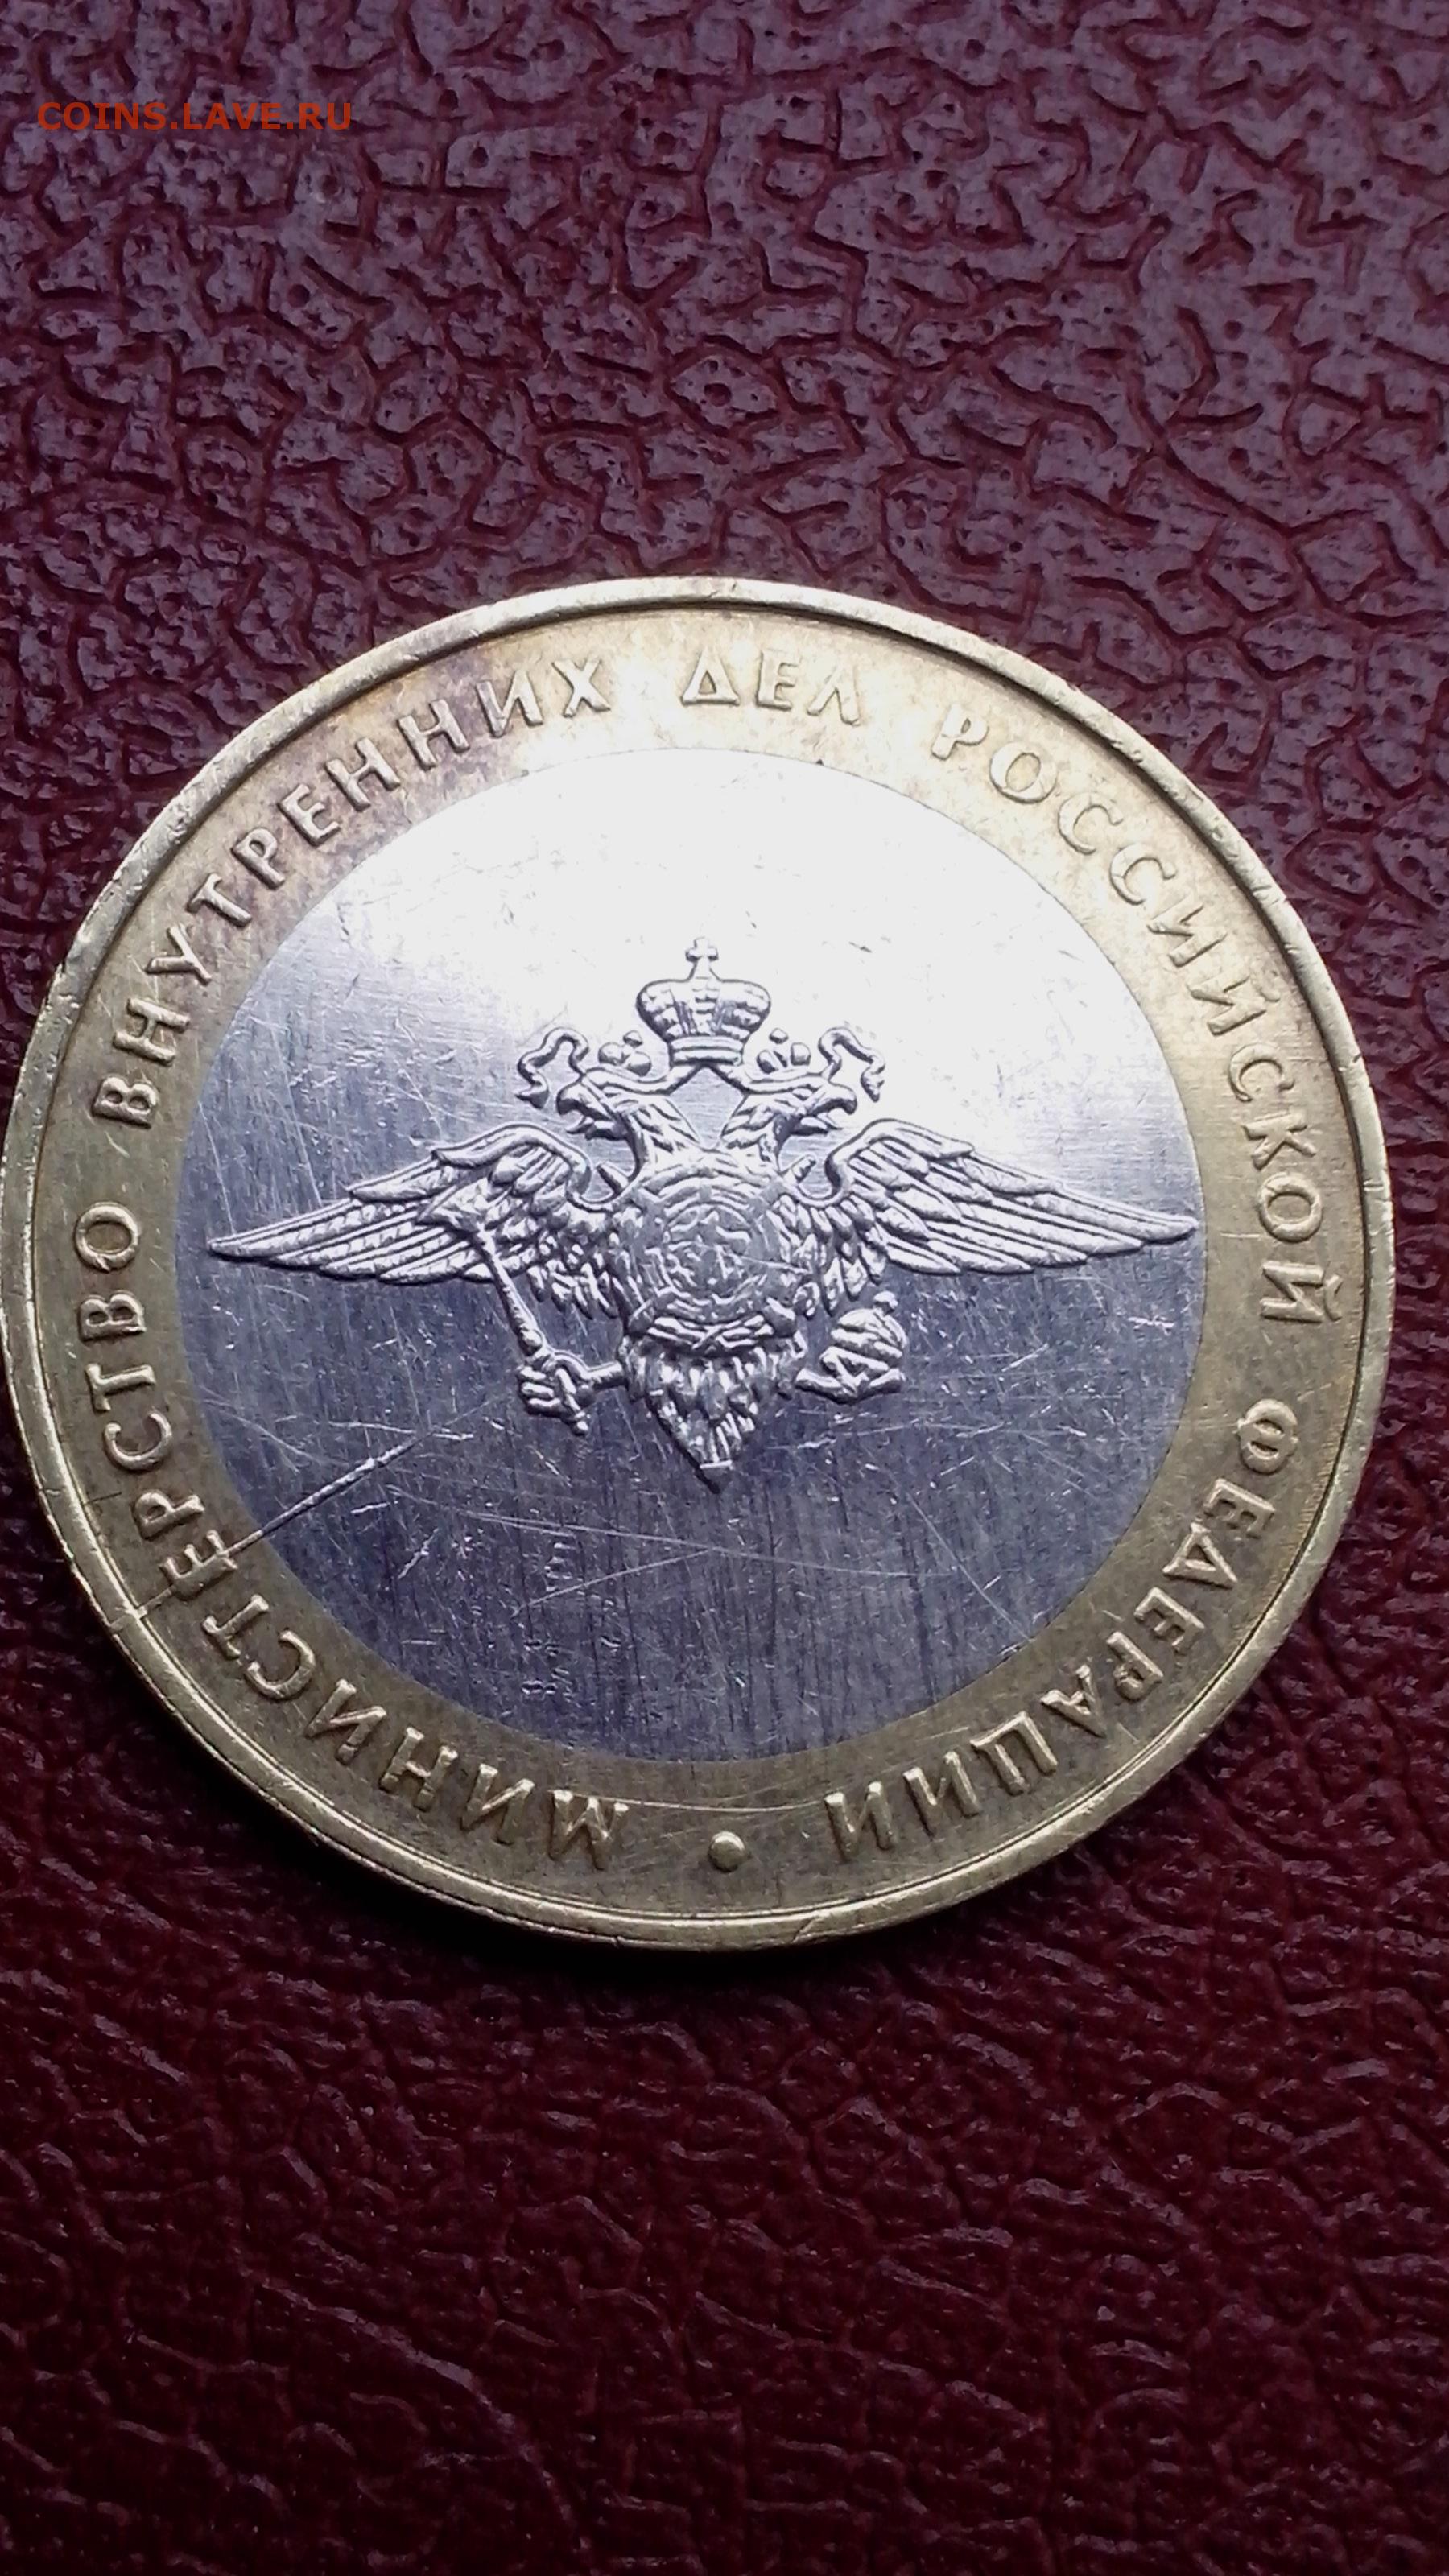 COINS.LAVE.RU
МИНИСТЕРСТВО ВНУТРЕННИХ ДЕЛ РОССИЙСКОЙ ФЕДЕРАЦИИ •